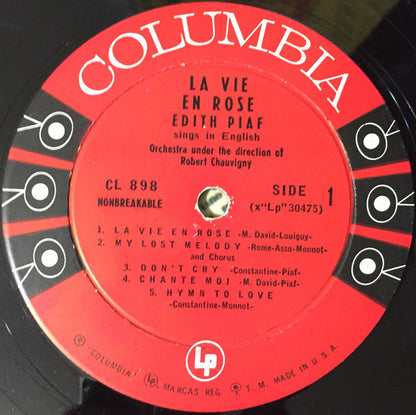 COLUMBIA
LA VIE
EN ROSE
EDITH PIAF
sings in English
Orchestra under the direction of
Robert Chauvigny
CL 898
NONBREAKABLE
SIDE 1
(x"Lp"30475)
1. LA VIE EN ROSE -M. David-Louiguy-
2. MY LOST MELODY -Rome-Asso-Monnot-
and Chorus
3. DON'T CRY -Constantine-Piaf-
4. CHANTE MOI -M. David-Piaf-
5. HYMN TO LOVE
-Constantine-Monnot-
LP
® "COLUMBIA" MARCAS REG. ® T. M. MADE IN U. S. A.